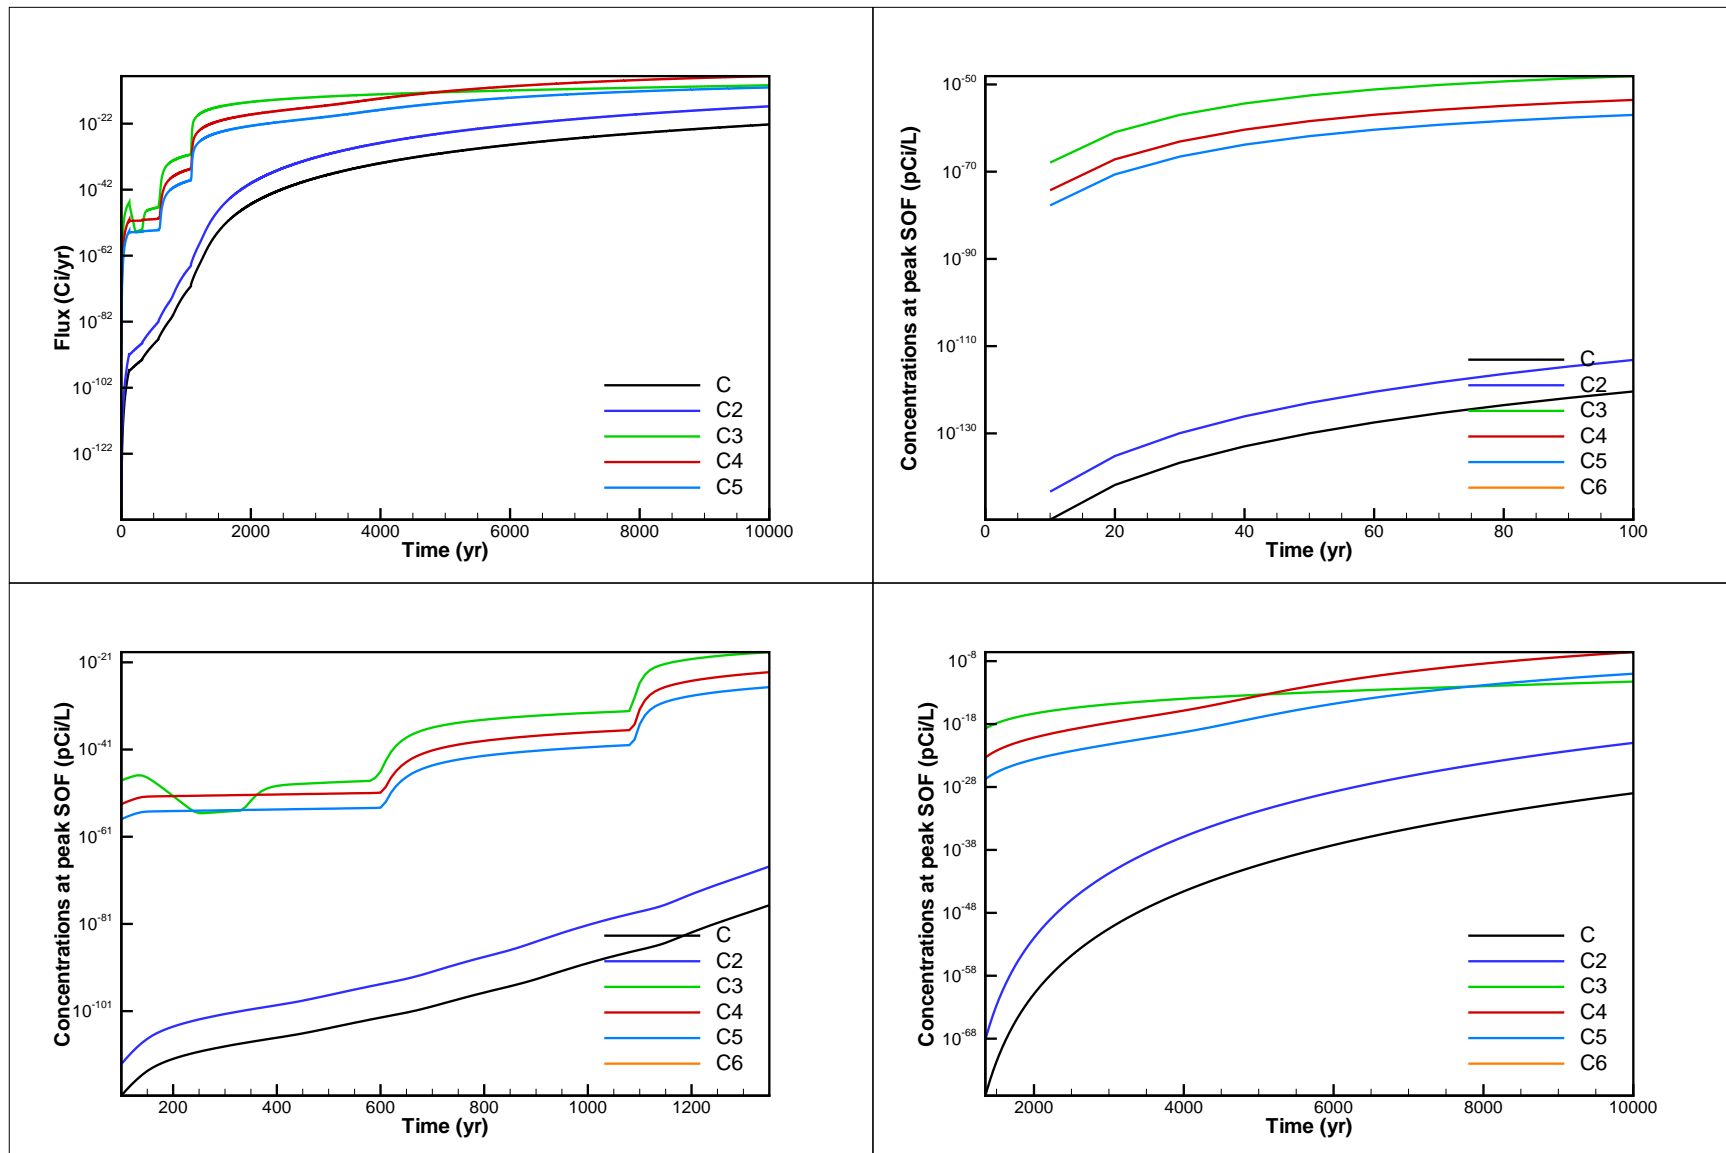 Flux (Ci/yr)
10^-22
10^-42
10^-62
10^-82
10^-102
10^-122
C
C2
C3
C4
C5
0 2000 4000 6000 8000 10000
Time (yr)
Concentrations at peak SOF (pCi/L)
10^-50
10^-70
10^-90
10^-110
10^-130
C
C2
C3
C4
C5
C6
0 20 40 60 80 100
Time (yr)
Concentrations at peak SOF (pCi/L)
10^-21
10^-41
10^-61
10^-81
10^-101
C
C2
C3
C4
C5
C6
200 400 600 800 1000 1200
Time (yr)
Concentrations at peak SOF (pCi/L)
10^-8
10^-18
10^-28
10^-38
10^-48
10^-58
10^-68
C
C2
C3
C4
C5
C6
2000 4000 6000 8000 10000
Time (yr)